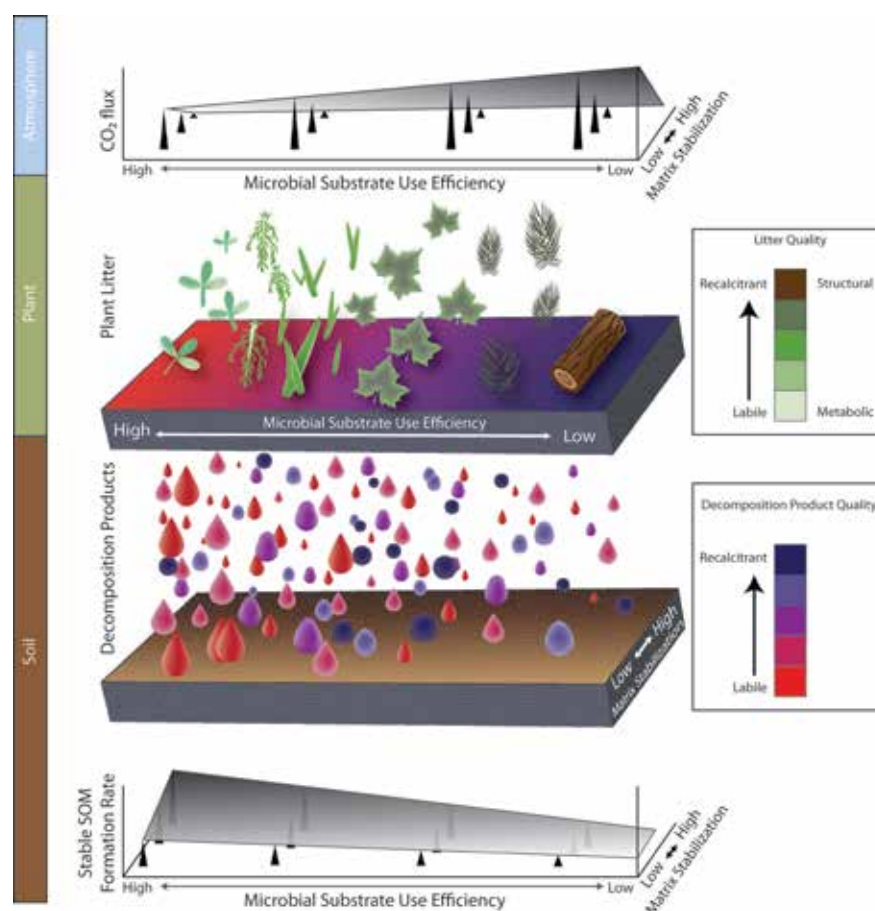 Atmosphere
CO₂ flux
High
Low
Microbial Substrate Use Efficiency
Low High
Matrix Stabilization
Plant
Plant Litter
High
Microbial Substrate Use Efficiency
Low
Litter Quality
Recalcitrant
Structural
Labile
Metabolic
Soil
Decomposition Products
Low High
Matrix Stabilization
Decomposition Product Quality
Recalcitrant
Labile
Stable SOM
Formation Rate
High
Low
Microbial Substrate Use Efficiency
Low High
Matrix Stabilization